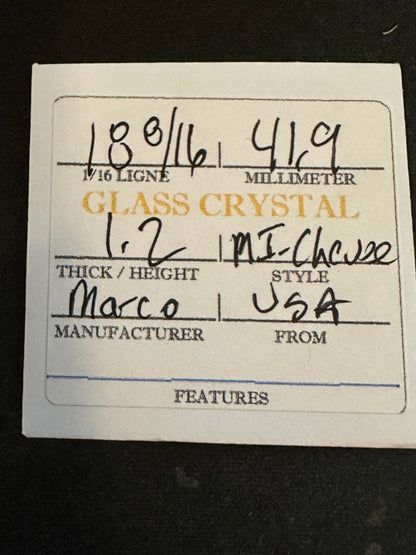 18 8/16 41.9
1/16 LIGNE MILLIMETER
GLASS CRYSTAL
1.2 MI-Chevee
THICK / HEIGHT STYLE
Marco USA
MANUFACTURER FROM
FEATURES